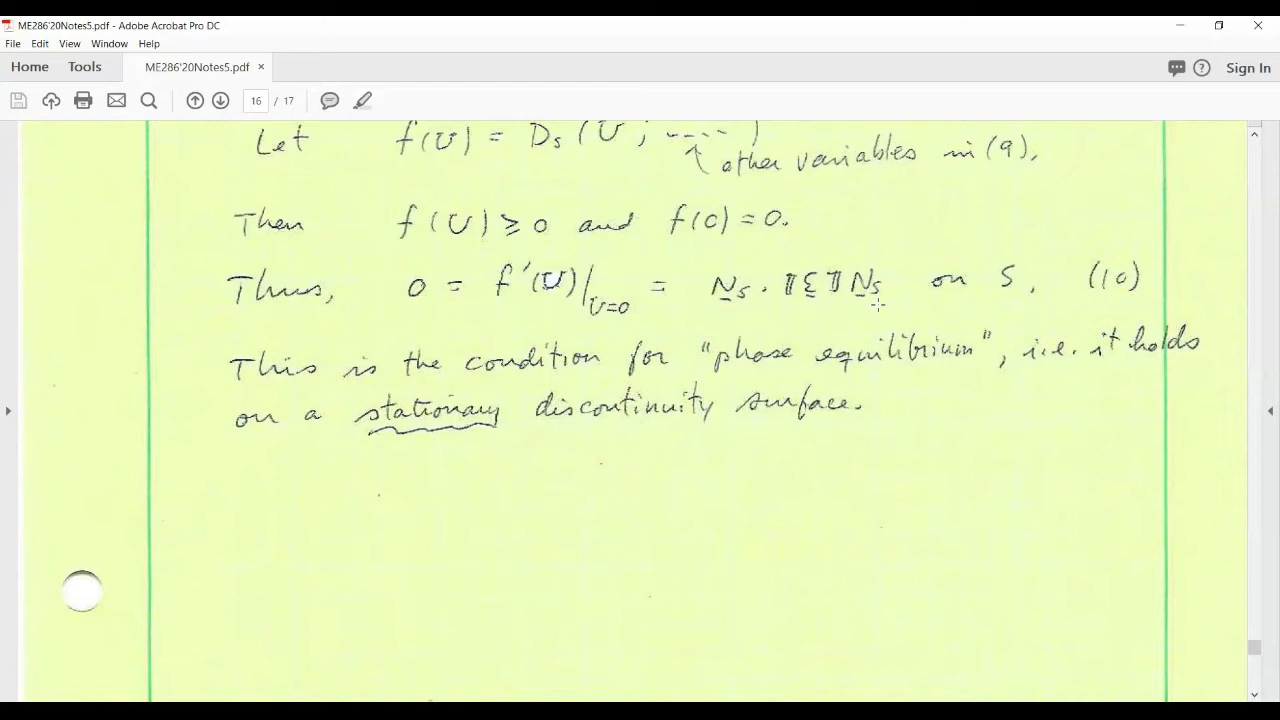 ME286'20Notes5.pdf - Adobe Acrobat Pro DC
File Edit View Window Help
Home Tools ME286'20Notes5.pdf × Sign In
16 / 17
Let f(U) = Ds (U ; ----- )
other variables in (9).
Then f(U) ≥ 0 and f(0) = 0.
Thus, 0 = f'(U)|U=0 = Ns · ⟦Ɛ⟧ Ns on S. (10)
This is the condition for "phase equilibrium", i.e. it holds
on a stationary discontinuity surface.